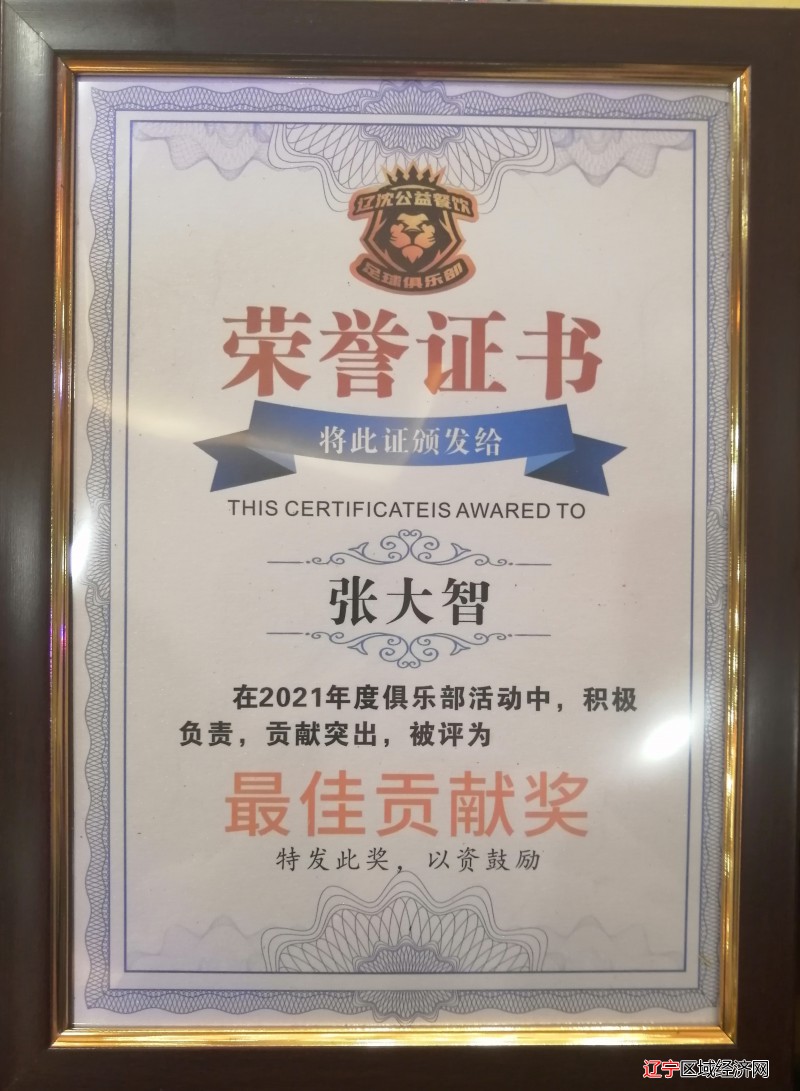 辽沈公益餐饮
足球俱乐部
荣誉证书
将此证颁发给
THIS CERTIFICATEIS AWARED TO
张大智
在2021年度俱乐部活动中，积极
负责，贡献突出，被评为
最佳贡献奖
特发此奖，以资鼓励
辽宁区域经济网